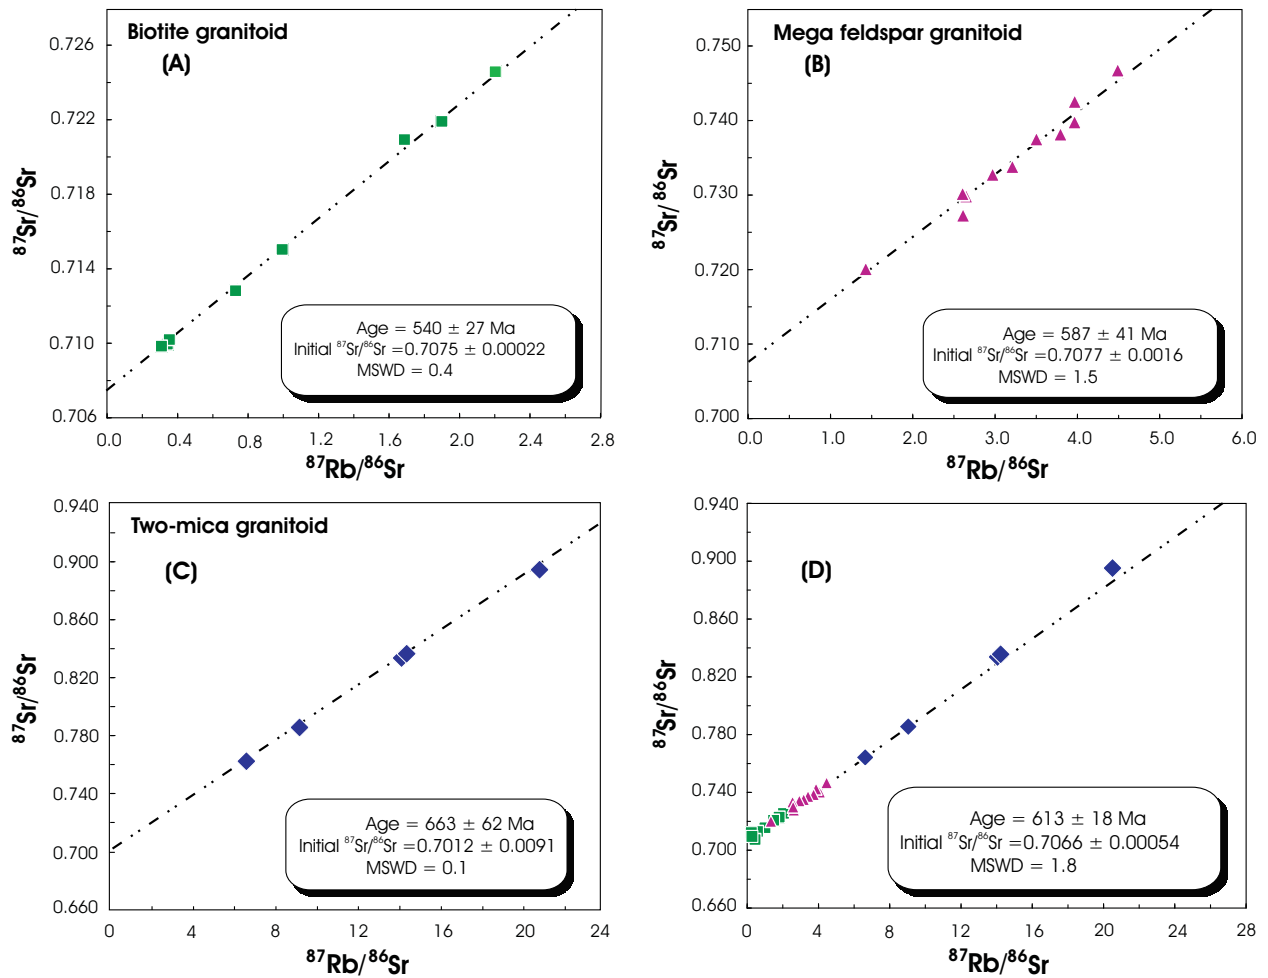 Biotite granitoid
(A)
0.726
0.722
0.718
0.714
0.710
0.706
87Sr/86Sr
Age = 540 ± 27 Ma
Initial 87Sr/86Sr =0.7075 ± 0.00022
MSWD = 0.4
0.0 0.4 0.8 1.2 1.6 2.0 2.4 2.8
87Rb/86Sr
Mega feldspar granitoid
(B)
0.750
0.740
0.730
0.720
0.710
0.700
87Sr/86Sr
Age = 587 ± 41 Ma
Initial 87Sr/86Sr =0.7077 ± 0.0016
MSWD = 1.5
0.0 1.0 2.0 3.0 4.0 5.0 6.0
87Rb/86Sr
Two-mica granitoid
(C)
0.940
0.900
0.860
0.820
0.780
0.740
0.700
0.660
87Sr/86Sr
Age = 663 ± 62 Ma
Initial 87Sr/86Sr =0.7012 ± 0.0091
MSWD = 0.1
0 4 8 12 16 20 24
87Rb/86Sr
(D)
0.940
0.900
0.860
0.820
0.780
0.740
0.700
0.660
87Sr/86Sr
Age = 613 ± 18 Ma
Initial 87Sr/86Sr =0.7066 ± 0.00054
MSWD = 1.8
0 4 8 12 16 20 24 28
87Rb/86Sr